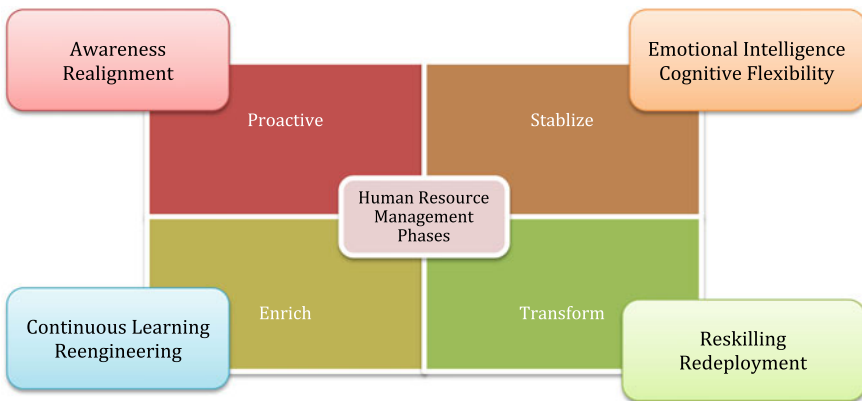 Awareness
Realignment
Emotional Intelligence
Cognitive Flexibility
Proactive
Stablize
Human Resource
Management
Phases
Enrich
Transform
Continuous Learning
Reengineering
Reskilling
Redeployment